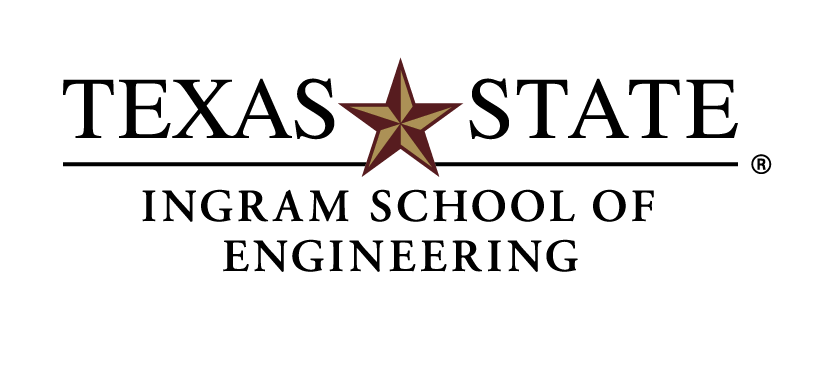 TEXAS STATE
®
INGRAM SCHOOL OF
ENGINEERING